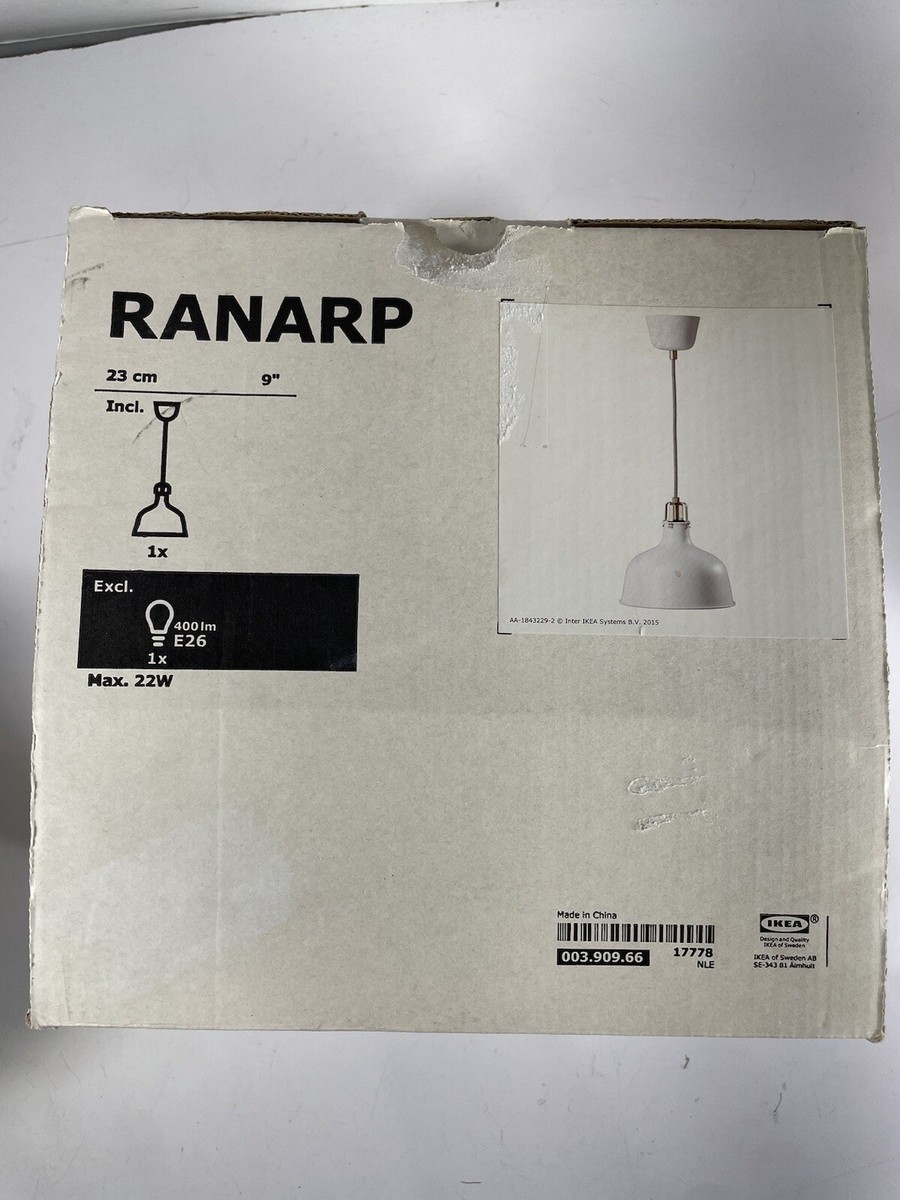 RANARP
23 cm 9"
Incl.
1x
Excl.
400 lm
E26
1x
Max. 22W
AA-1843229-2 © Inter IKEA Systems B.V. 2015
Made in China
003.909.66 17778
NLE
IKEA®
Design and Quality
IKEA of Sweden
IKEA of Sweden AB
SE-343 81 Älmhult